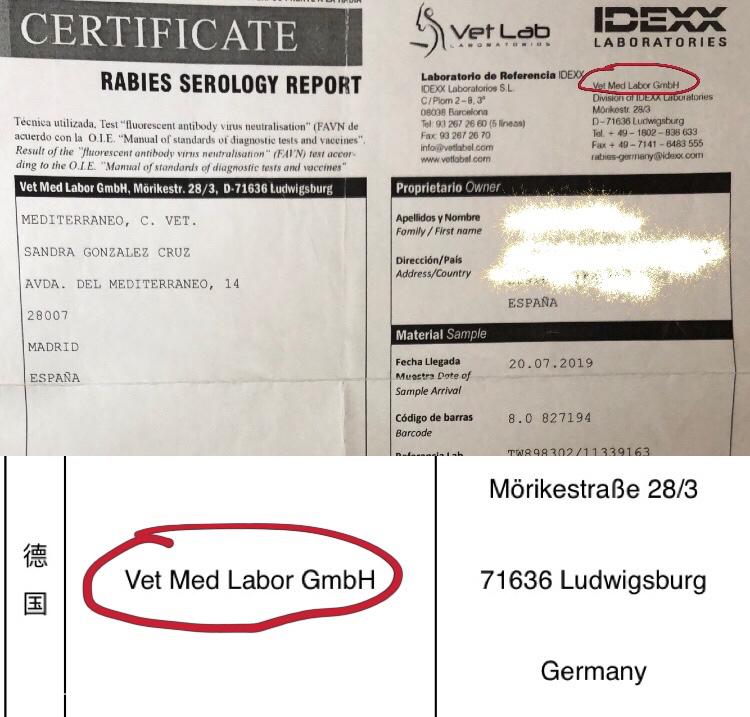 CERTIFICATE
RABIES SEROLOGY REPORT
Técnica utilizada, Test "fluorescent antibody virus neutralisation" (FAVN de
acuerdo con la O.I.E. "Manual of standards of diagnostic tests and vaccines".
Result of the "fluorescent antibody virus neutralisation" (FAVN) test accor-
ding to the O.I.E. "Manual of standards of diagnostic tests and vaccines"
Vet Med Labor GmbH, Mörikestr. 28/3, D-71636 Ludwigsburg
MEDITERRANEO, C. VET.
SANDRA GONZALEZ CRUZ
AVDA. DEL MEDITERRANEO, 14
28007
MADRID
ESPAÑA
Vet Lab
LABORATORIOS
IDEXX
LABORATORIES
Laboratorio de Referencia IDEXX
IDEXX Laboratorios S.L.
C/Plom 2-8, 3ª
08038 Barcelona
Tel: 93 267 26 60 (5 líneas)
Fax: 93 267 26 70
info@vetlabel.com
www.vetlabel.com
Vet Med Labor GmbH
Division of IDEXX Laboratories
Mörikestr. 28/3
D-71636 Ludwigsburg
Tel. + 49-1802-838 633
Fax + 49-7141-6483 555
rabies-germany@idexx.com
Proprietario Owner
Apellidos y Nombre
Family / First name
Dirección/País
Address/Country
ESPAÑA
Material Sample
Fecha Llegada
Muestra Date of
Sample Arrival
20.07.2019
Código de barras
Barcode
8.0 827194
Referencia Lab
TW898302/11339163
德国
Vet Med Labor GmbH
Mörikestraße 28/3
71636 Ludwigsburg
Germany